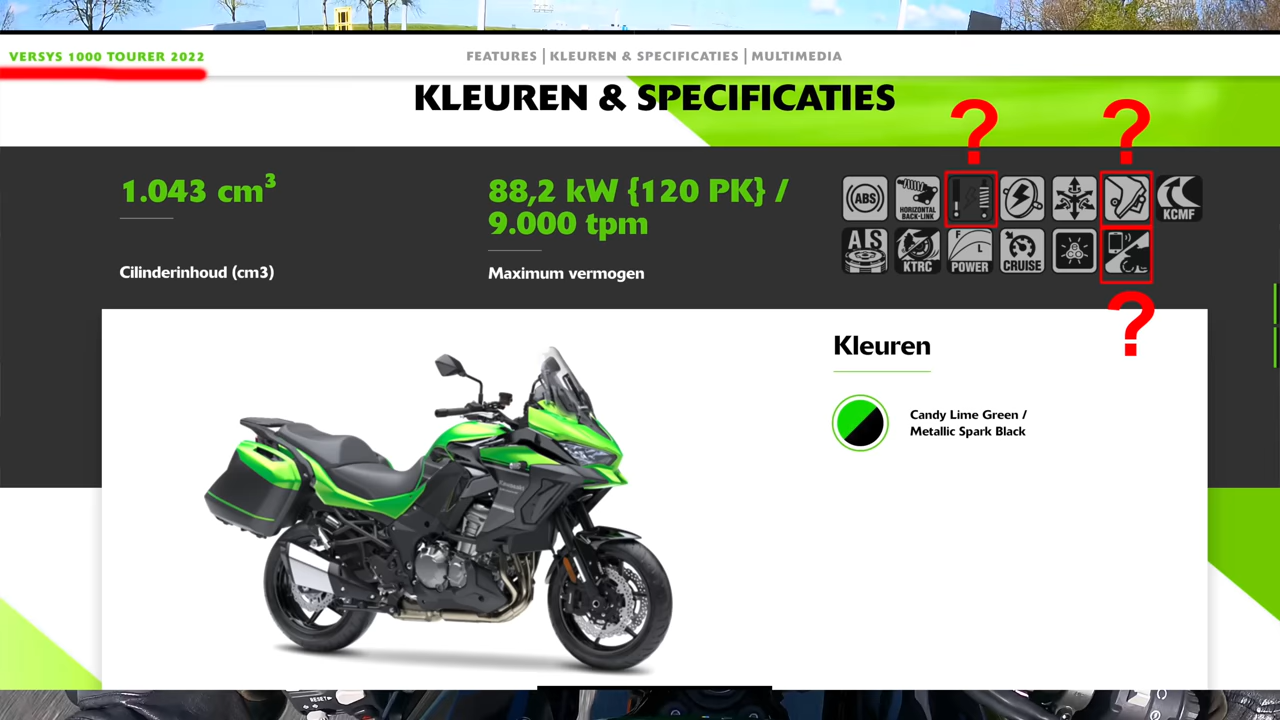 VERSYS 1000 TOURER 2022
FEATURES | KLEUREN & SPECIFICATIES | MULTIMEDIA
KLEUREN & SPECIFICATIES
? ?
1.043 cm³
Cilinderinhoud (cm3)
88,2 kW {120 PK} /
9.000 tpm
Maximum vermogen
ABS
HORIZONTAL
BACK-LINK
KCMF
AIS
KTRC
F
L
POWER
CRUISE
?
Kleuren
Candy Lime Green /
Metallic Spark Black
RESET